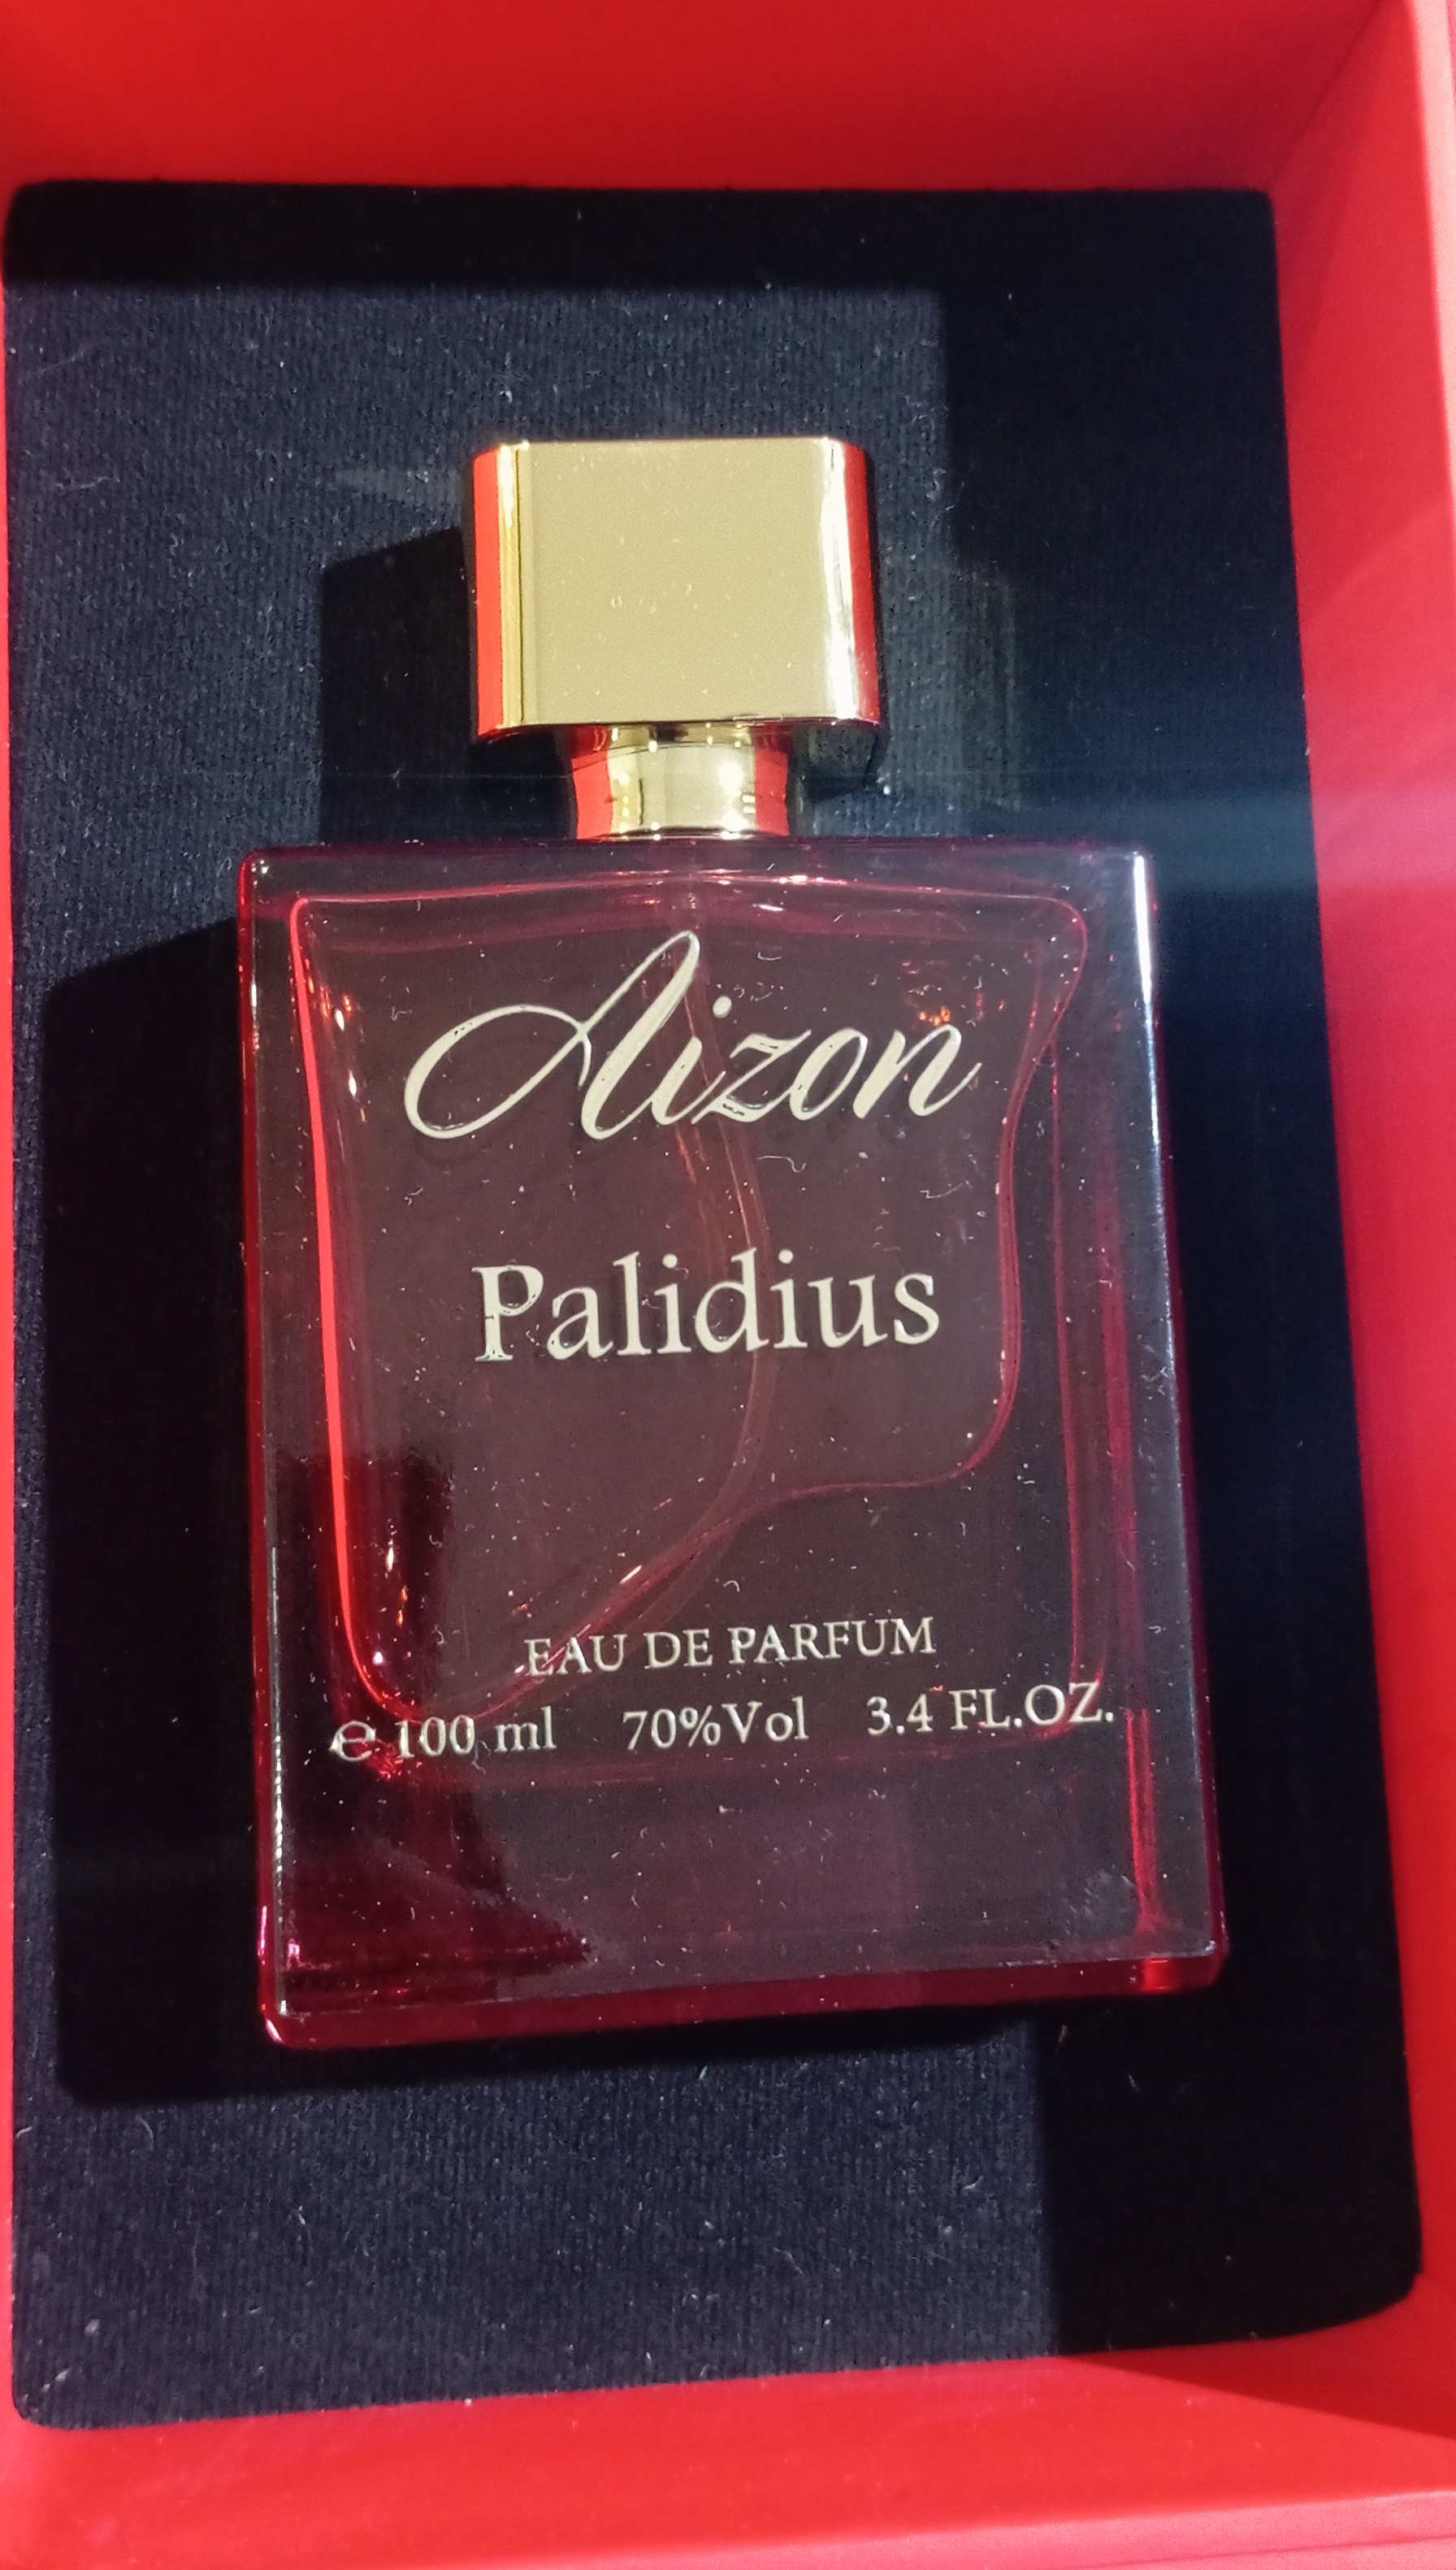 Aizon
Palidius
EAU DE PARFUM
℮ 100 ml 70%Vol 3.4 FL.OZ.